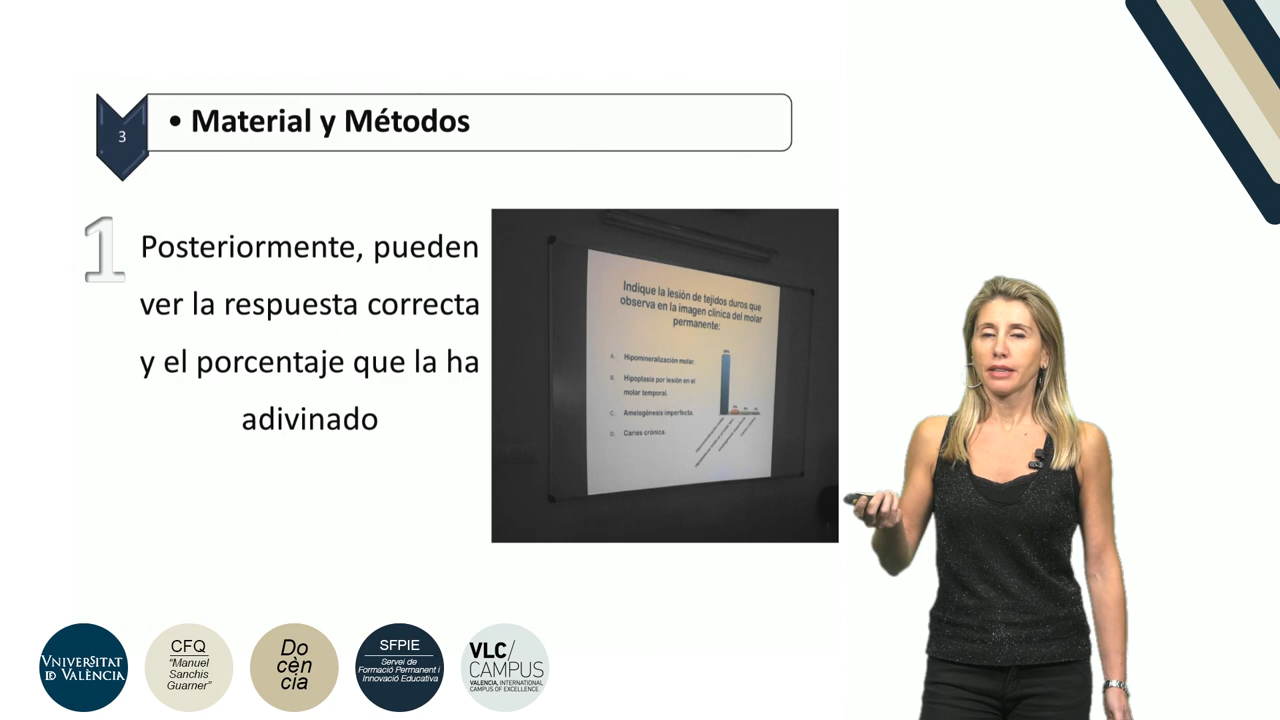 3
• Material y Métodos
1
Posteriormente, pueden
ver la respuesta correcta
y el porcentaje que la ha
adivinado
Indique la lesión de tejidos duros que
observa en la imagen clínica del molar
permanente:
A. Hipomineralización molar.
B. Hipoplasia por lesión en el
molar temporal.
C. Amelogénesis imperfecta.
D. Caries crónica.
VNIVERSITAT
ID VALÈNCIA
CFQ
"Manuel
Sanchis
Guarner"
Do
cèn
cia
SFPIE
Servei de
Formació Permanent i
Innovació Educativa
VLC/
CAMPUS
VALENCIA, INTERNATIONAL
CAMPUS OF EXCELLENCE